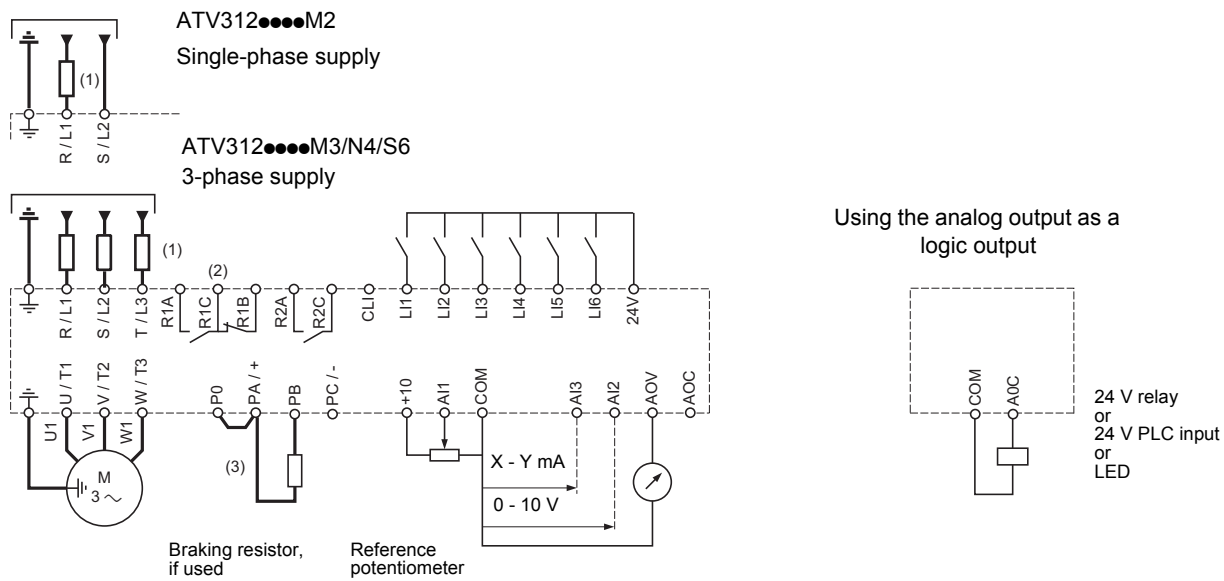 ATV312●●●●M2
Single-phase supply
(1)
R / L1
S / L2
ATV312●●●●M3/N4/S6
3-phase supply
(1)
(2)
R / L1
S / L2
T / L3
R1A
R1C
R1B
R2A
R2C
CLI
LI1
LI2
LI3
LI4
LI5
LI6
24V
U / T1
V / T2
W / T3
P0
PA / +
PB
PC / -
+10
AI1
COM
AI3
AI2
AOV
AOC
U1
V1
W1
M
3 ~
(3)
X - Y mA
0 - 10 V
Braking resistor,
if used
Reference
potentiometer
Using the analog output as a
logic output
COM
A0C
24 V relay
or
24 V PLC input
or
LED